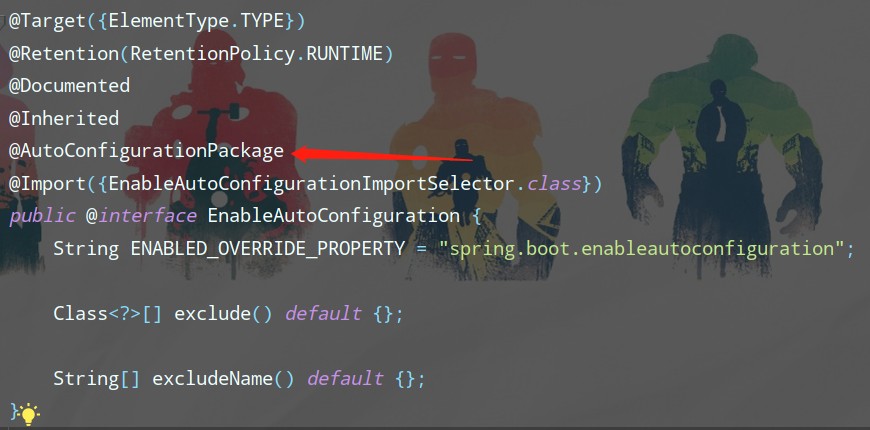 @Target({ElementType.TYPE})
@Retention(RetentionPolicy.RUNTIME)
@Documented
@Inherited
@AutoConfigurationPackage
@Import({EnableAutoConfigurationImportSelector.class})
public @interface EnableAutoConfiguration {
    String ENABLED_OVERRIDE_PROPERTY = "spring.boot.enableautoconfiguration";
    Class<?>[] exclude() default {};
    String[] excludeName() default {};
}